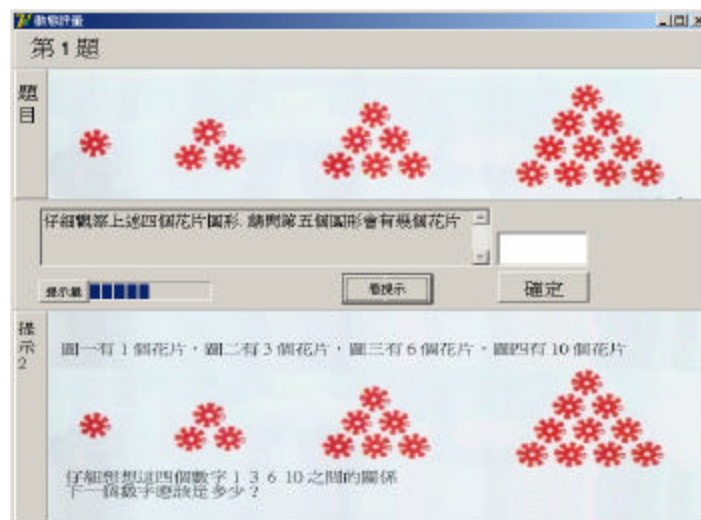 動態評量
第 1 題
題目
仔細觀察上述四個花片圖形. 請問第五個圖形會有幾個花片
提示量
看提示
確定
提示2
圖一有 1 個花片，圖二有 3 個花片，圖三有 6 個花片，圖四有 10 個花片
仔細想想這四個數字 1 3 6 10 之間的關係
下一個數字應該是多少？